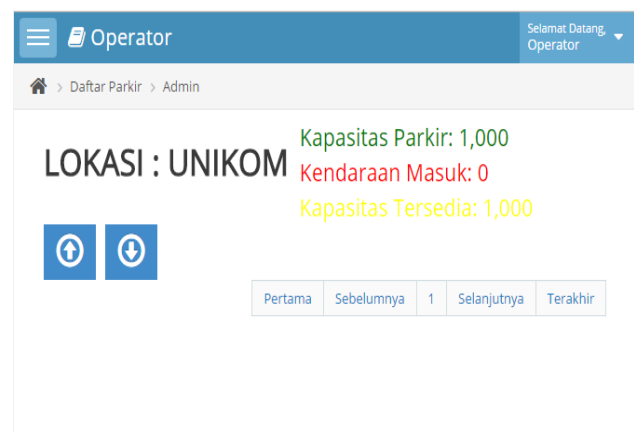 Operator
Selamat Datang,
Operator
> Daftar Parkir > Admin
LOKASI : UNIKOM
Kapasitas Parkir: 1,000
Kendaraan Masuk: 0
Kapasitas Tersedia: 1,000
Pertama Sebelumnya 1 Selanjutnya Terakhir